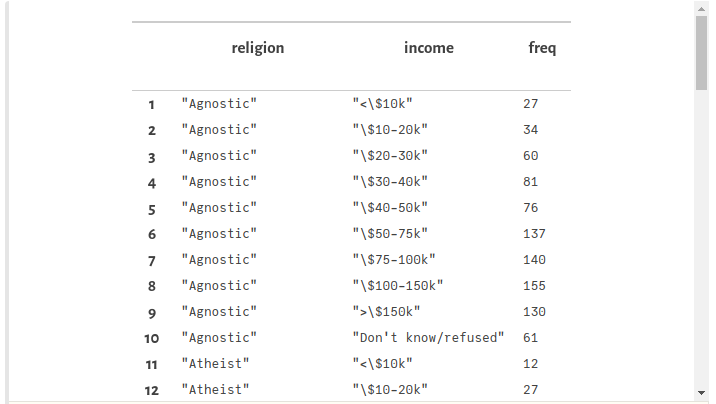 religion income freq
1 "Agnostic" "<\$10k" 27
2 "Agnostic" "\$10-20k" 34
3 "Agnostic" "\$20-30k" 60
4 "Agnostic" "\$30-40k" 81
5 "Agnostic" "\$40-50k" 76
6 "Agnostic" "\$50-75k" 137
7 "Agnostic" "\$75-100k" 140
8 "Agnostic" "\$100-150k" 155
9 "Agnostic" ">\$150k" 130
10 "Agnostic" "Don't know/refused" 61
11 "Atheist" "<\$10k" 12
12 "Atheist" "\$10-20k" 27